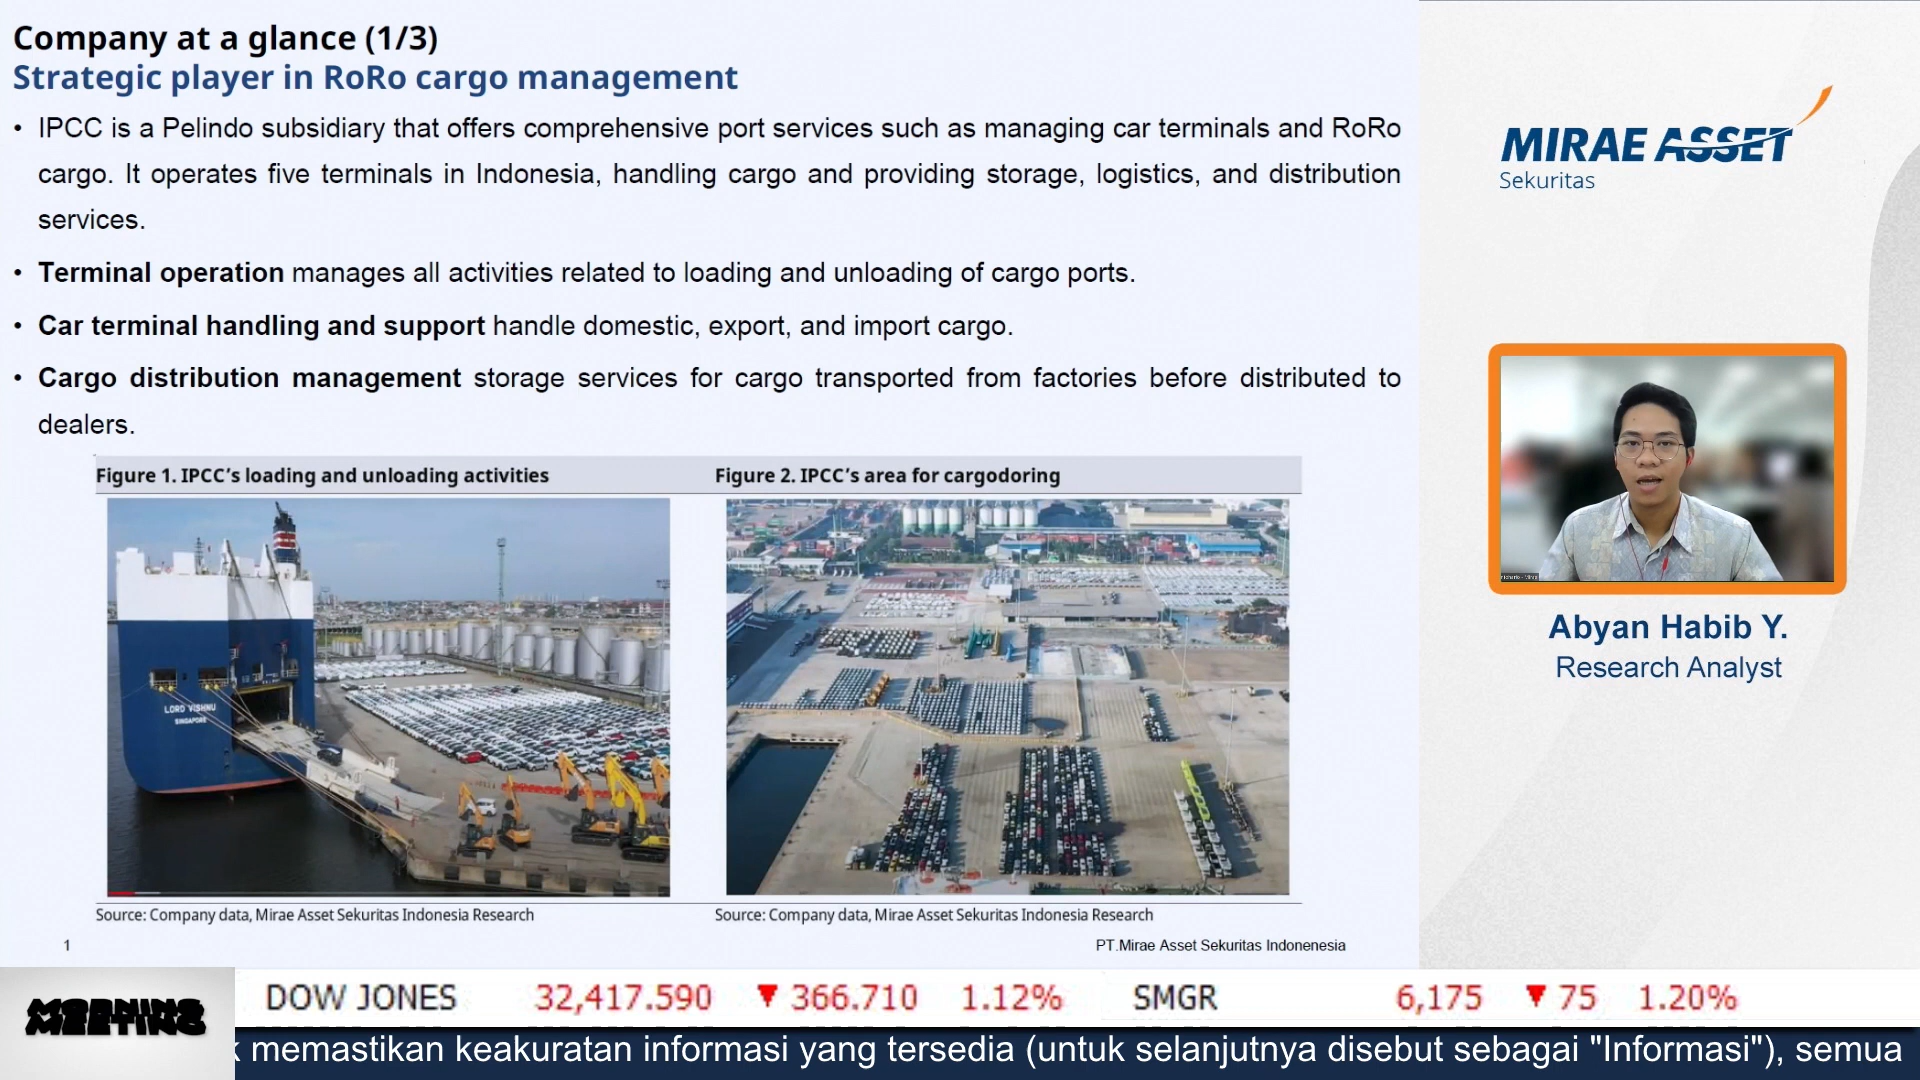 Company at a glance (1/3)
Strategic player in RoRo cargo management
• IPCC is a Pelindo subsidiary that offers comprehensive port services such as managing car terminals and RoRo
cargo. It operates five terminals in Indonesia, handling cargo and providing storage, logistics, and distribution
services.
• Terminal operation manages all activities related to loading and unloading of cargo ports.
• Car terminal handling and support handle domestic, export, and import cargo.
• Cargo distribution management storage services for cargo transported from factories before distributed to
dealers.
Figure 1. IPCC’s loading and unloading activities
Figure 2. IPCC’s area for cargodoring
LORD VISHNU
SINGAPORE
Source: Company data, Mirae Asset Sekuritas Indonesia Research
Source: Company data, Mirae Asset Sekuritas Indonesia Research
1
PT.Mirae Asset Sekuritas Indonenesia
MIRAE ASSET
Sekuritas
Abyan Habib Y.
Research Analyst
MORNING
MEETING
DOW JONES 32,417.590 ▼ 366.710 1.12% SMGR 6,175 ▼ 75 1.20%
k memastikan keakuratan informasi yang tersedia (untuk selanjutnya disebut sebagai "Informasi"), semua